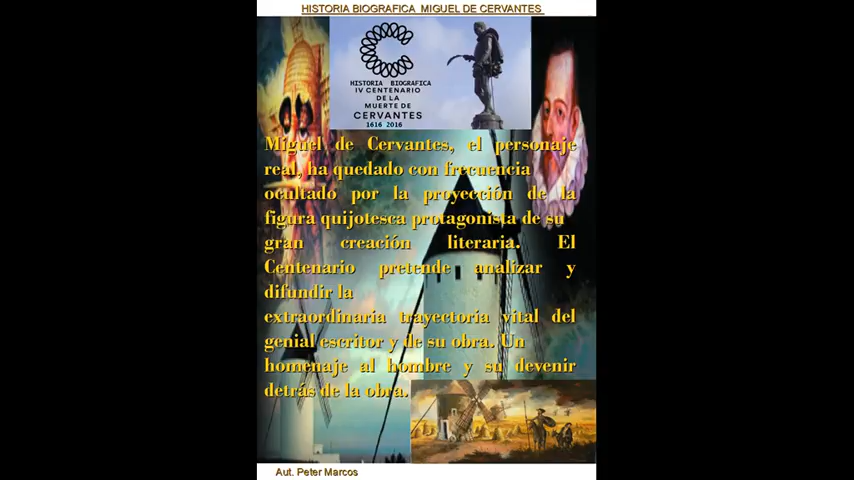 HISTORIA BIOGRAFICA MIGUEL DE CERVANTES
HISTORIA BIOGRAFICA
IV CENTENARIO
DE LA
MUERTE DE
CERVANTES
1616 2016
Miguel de Cervantes, el personaje
real, ha quedado con frecuencia
ocultado por la proyección de la
figura quijotesca protagonista de su
gran creación literaria. El
Centenario pretende analizar y
difundir la
extraordinaria trayectoria vital del
genial escritor y de su obra. Un
homenaje al hombre y su devenir
detrás de la obra.
Aut. Peter Marcos